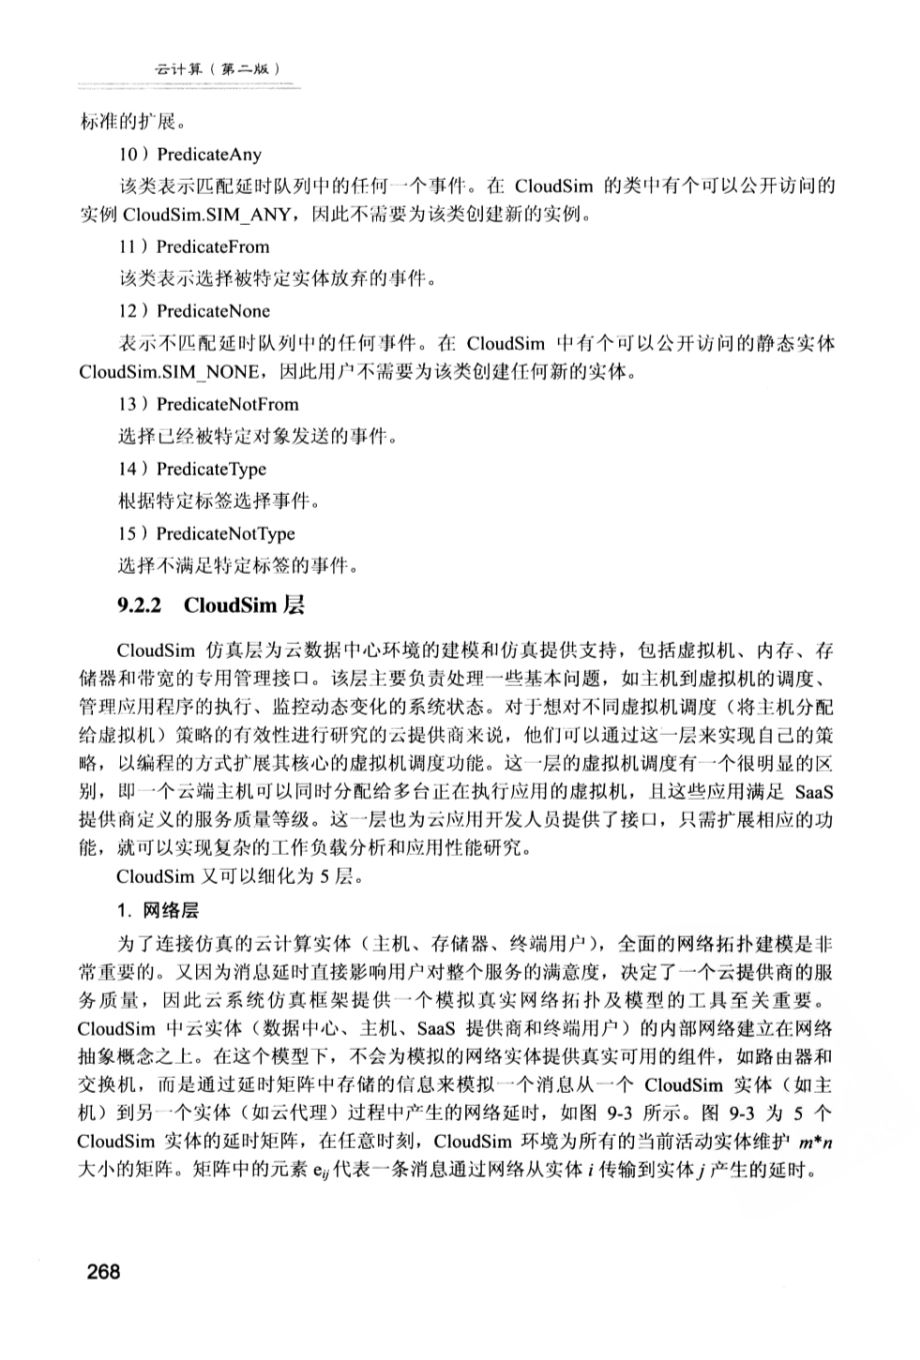 云计算（第二版）
标准的扩展。
10）PredicateAny
该类表示匹配延时队列中的任何一个事件。在 CloudSim 的类中有个可以公开访问的
实例 CloudSim.SIM_ANY，因此不需要为该类创建新的实例。
11）PredicateFrom
该类表示选择被特定实体放弃的事件。
12）PredicateNone
表示不匹配延时队列中的任何事件。在 CloudSim 中有个可以公开访问的静态实体
CloudSim.SIM_NONE，因此用户不需要为该类创建任何新的实体。
13）PredicateNotFrom
选择已经被特定对象发送的事件。
14）PredicateType
根据特定标签选择事件。
15）PredicateNotType
选择不满足特定标签的事件。
9.2.2 CloudSim 层
CloudSim 仿真层为云数据中心环境的建模和仿真提供支持，包括虚拟机、内存、存
储器和带宽的专用管理接口。该层主要负责处理一些基本问题，如主机到虚拟机的调度、
管理应用程序的执行、监控动态变化的系统状态。对于想对不同虚拟机调度（将主机分配
给虚拟机）策略的有效性进行研究的云提供商来说，他们可以通过这一层来实现自己的策
略，以编程的方式扩展其核心的虚拟机调度功能。这一层的虚拟机调度有一个很明显的区
别，即一个云端主机可以同时分配给多台正在执行应用的虚拟机，且这些应用满足 SaaS
提供商定义的服务质量等级。这一层也为云应用开发人员提供了接口，只需扩展相应的功
能，就可以实现复杂的工作负载分析和应用性能研究。
CloudSim 又可以细化为 5 层。
1. 网络层
为了连接仿真的云计算实体（主机、存储器、终端用户），全面的网络拓扑建模是非
常重要的。又因为消息延时直接影响用户对整个服务的满意度，决定了一个云提供商的服
务质量，因此云系统仿真框架提供一个模拟真实网络拓扑及模型的工具至关重要。
CloudSim 中云实体（数据中心、主机、SaaS 提供商和终端用户）的内部网络建立在网络
抽象概念之上。在这个模型下，不会为模拟的网络实体提供真实可用的组件，如路由器和
交换机，而是通过延时矩阵中存储的信息来模拟一个消息从一个 CloudSim 实体（如主
机）到另一个实体（如云代理）过程中产生的网络延时，如图 9-3 所示。图 9-3 为 5 个
CloudSim 实体的延时矩阵，在任意时刻，CloudSim 环境为所有的当前活动实体维护 m*n
大小的矩阵。矩阵中的元素 eij 代表一条消息通过网络从实体 i 传输到实体 j 产生的延时。
268